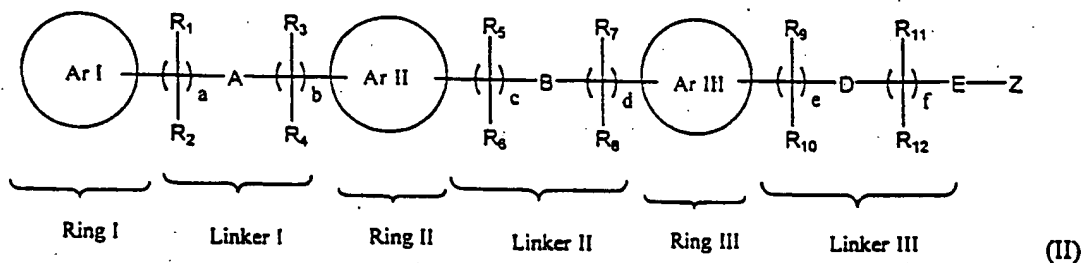 R1 R3 R5 R7 R9 R11
Ar I ( )a A ( )b Ar II ( )c B ( )d Ar III ( )e D ( )f E Z
R2 R4 R6 R8 R10 R12
Ring I Linker I Ring II Linker II Ring III Linker III
(II)